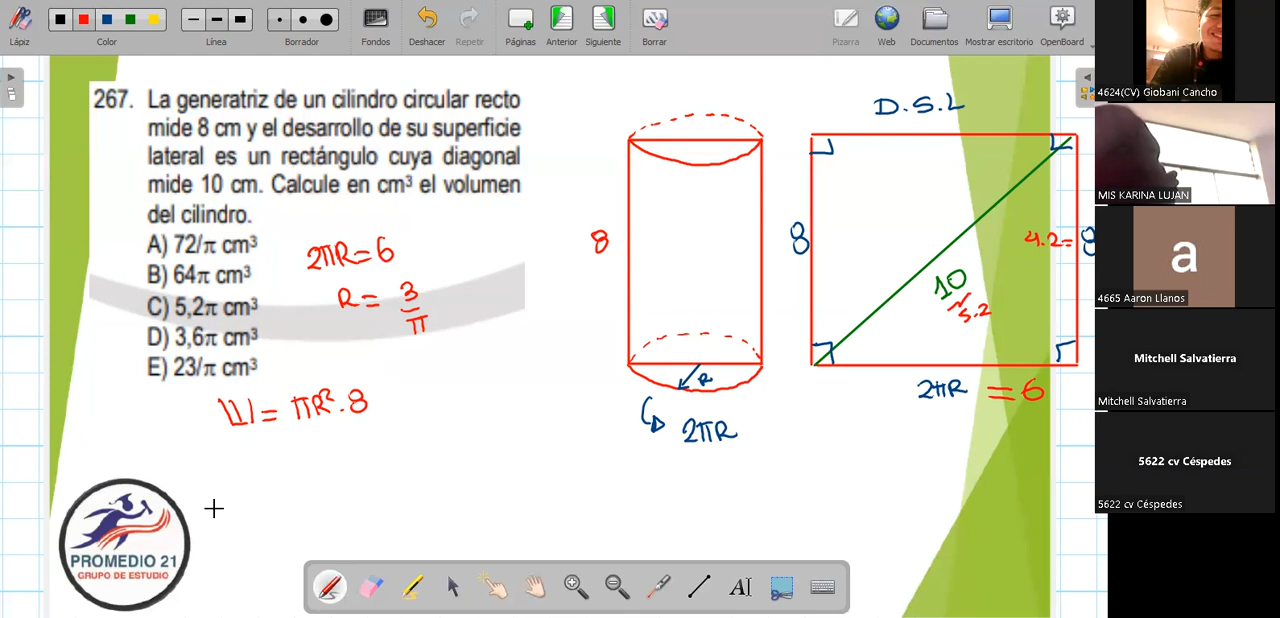 Lápiz
Color
Línea
Borrador
Fondos
Deshacer
Repetir
Páginas
Anterior
Siguiente
Borrar
Pizarra
Web
Documentos
Mostrar escritorio
OpenBoard
267. La generatriz de un cilindro circular recto
mide 8 cm y el desarrollo de su superficie
lateral es un rectángulo cuya diagonal
mide 10 cm. Calcule en cm³ el volumen
del cilindro.
A) 72/π cm³
B) 64π cm³
C) 5,2π cm³
D) 3,6π cm³
E) 23/π cm³
2πR = 6
R = 3/π
V = πR². 8
8
R
2πR
D.S.L
8
10
5.2
4.2= 8
2πR = 6
PROMEDIO 21
GRUPO DE ESTUDIO
AI
4624(CV) Giobani Cancho
MIS KARINA LUJAN
a
4665 Aaron Llanos
Mitchell Salvatierra
Mitchell Salvatierra
5622 cv Céspedes
5622 cv Céspedes